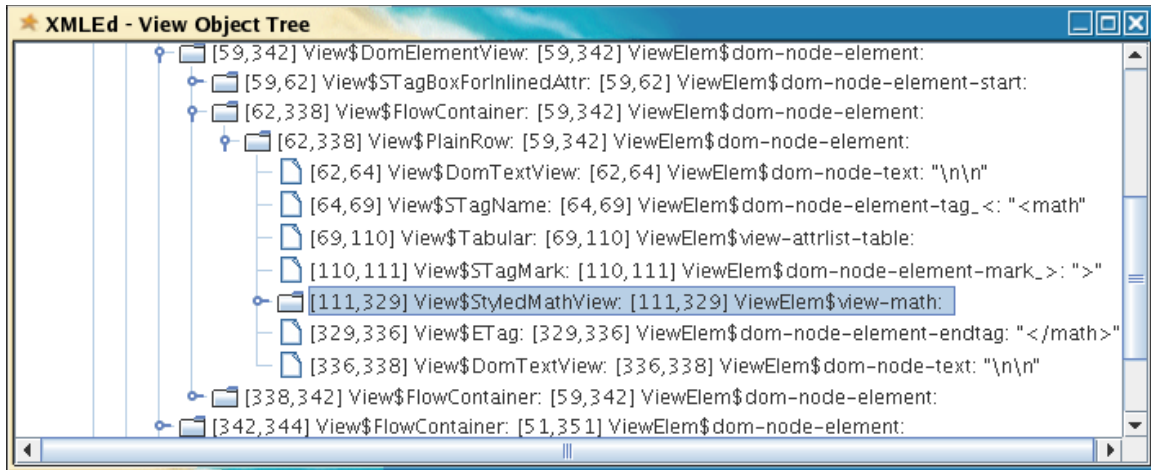 XMLEd - View Object Tree
[59,342] View$DomElementView: [59,342] ViewElem$dom-node-element:
[59,62] View$STagBoxForInlinedAttr: [59,62] ViewElem$dom-node-element-start:
[62,338] View$FlowContainer: [59,342] ViewElem$dom-node-element:
[62,338] View$PlainRow: [59,342] ViewElem$dom-node-element:
[62,64] View$DomTextView: [62,64] ViewElem$dom-node-text: "\n\n"
[64,69] View$STagName: [64,69] ViewElem$dom-node-element-tag_<: "<math"
[69,110] View$Tabular: [69,110] ViewElem$view-attrlist-table:
[110,111] View$STagMark: [110,111] ViewElem$dom-node-element-mark_>: ">"
[111,329] View$StyledMathView: [111,329] ViewElem$view-math:
[329,336] View$ETag: [329,336] ViewElem$dom-node-element-endtag: "</math>"
[336,338] View$DomTextView: [336,338] ViewElem$dom-node-text: "\n\n"
[338,342] View$FlowContainer: [59,342] ViewElem$dom-node-element:
[342,344] View$FlowContainer: [51,351] ViewElem$dom-node-element: